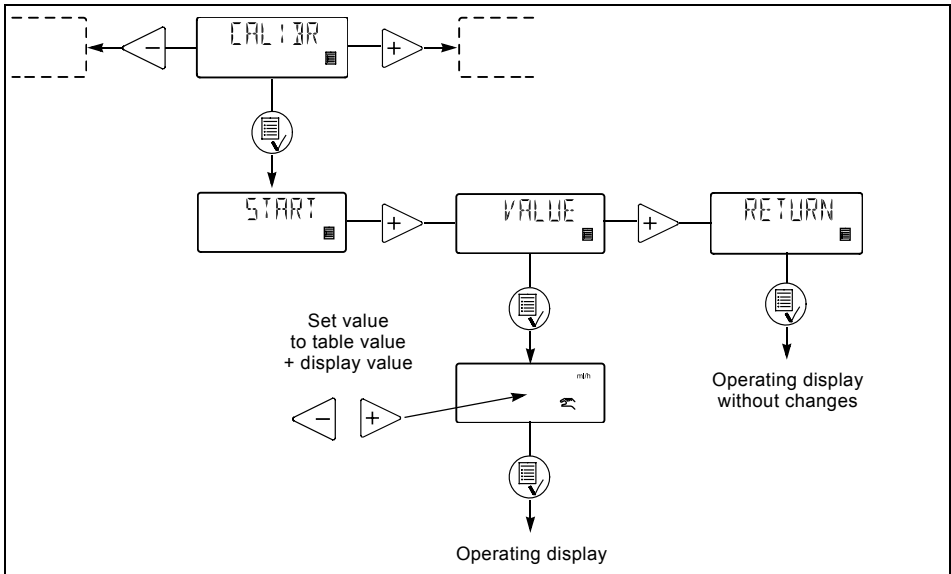 CALIBR
−
+
START
+
VALUE
+
RETURN
Set value
to table value
+ display value
−
+
ml/h
Operating display
without changes
Operating display